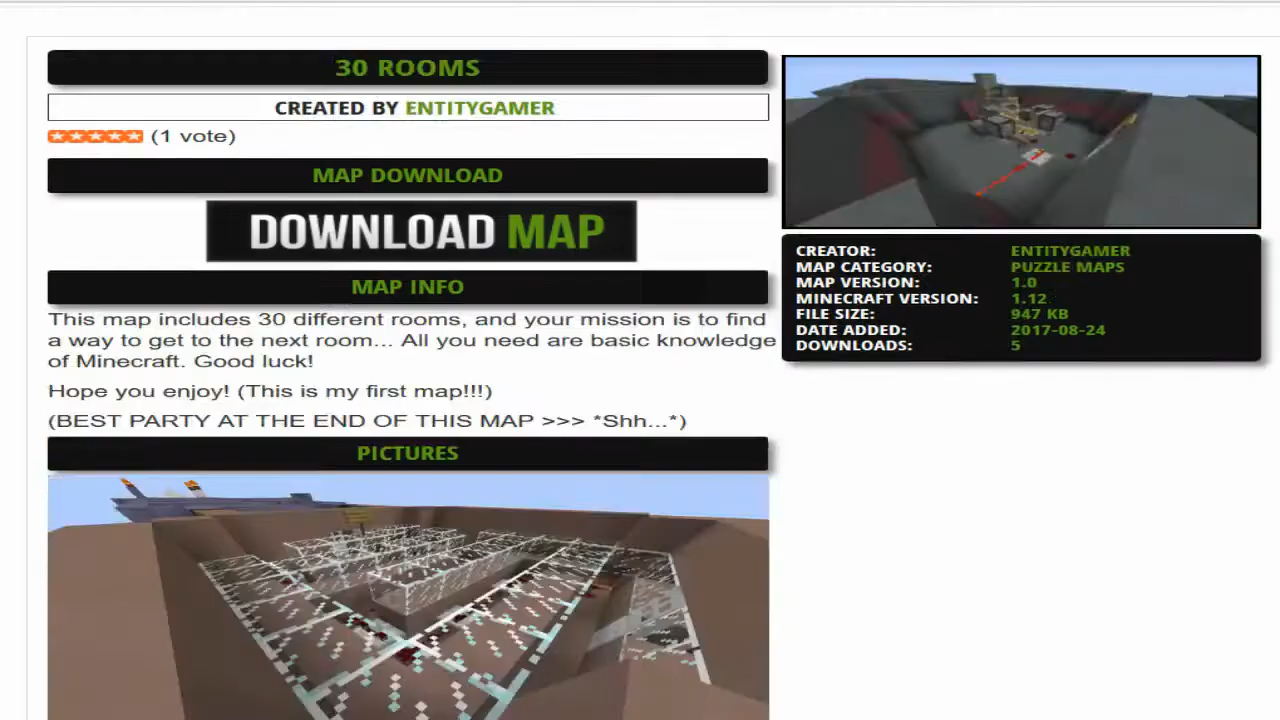 30 ROOMS
CREATED BY ENTITYGAMER
(1 vote)
MAP DOWNLOAD
DOWNLOAD MAP
MAP INFO
This map includes 30 different rooms, and your mission is to find
a way to get to the next room... All you need are basic knowledge
of Minecraft. Good luck!
Hope you enjoy! (This is my first map!!!)
(BEST PARTY AT THE END OF THIS MAP >>> *Shh...*)
PICTURES
CREATOR: ENTITYGAMER
MAP CATEGORY: PUZZLE MAPS
MAP VERSION: 1.0
MINECRAFT VERSION: 1.12
FILE SIZE: 947 KB
DATE ADDED: 2017-08-24
DOWNLOADS: 5